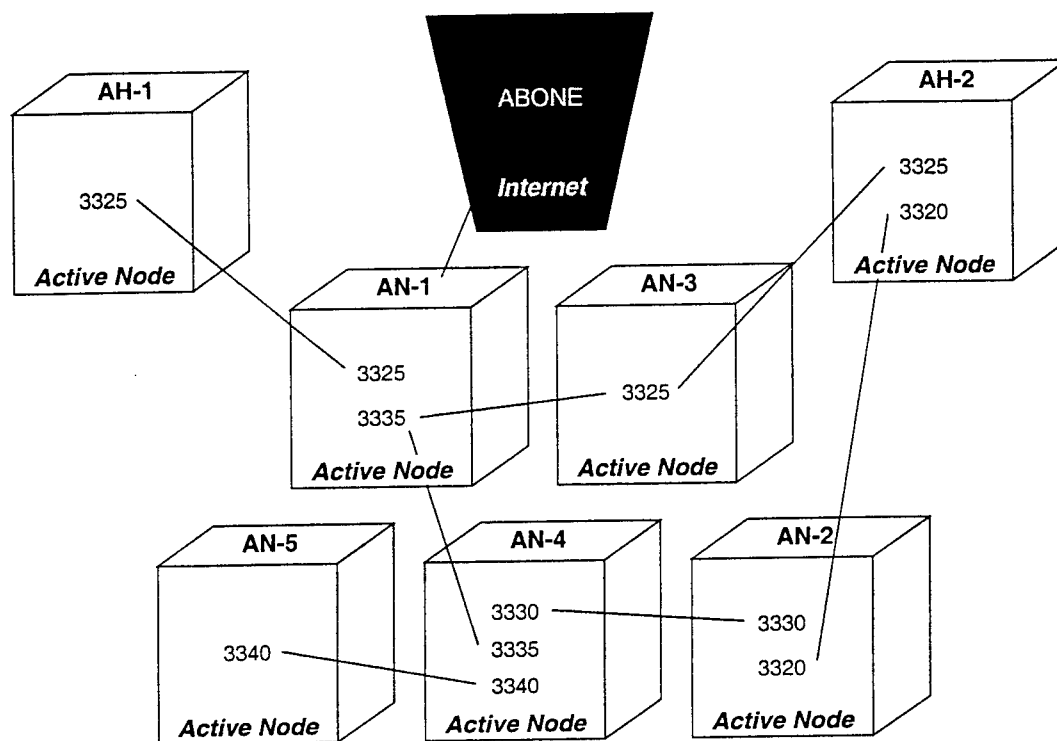 AH-1
3325
Active Node
ABONE
Internet
AH-2
3325
3320
Active Node
AN-1
3325
3335
Active Node
AN-3
3325
Active Node
AN-5
3340
Active Node
AN-4
3330
3335
3340
Active Node
AN-2
3330
3320
Active Node